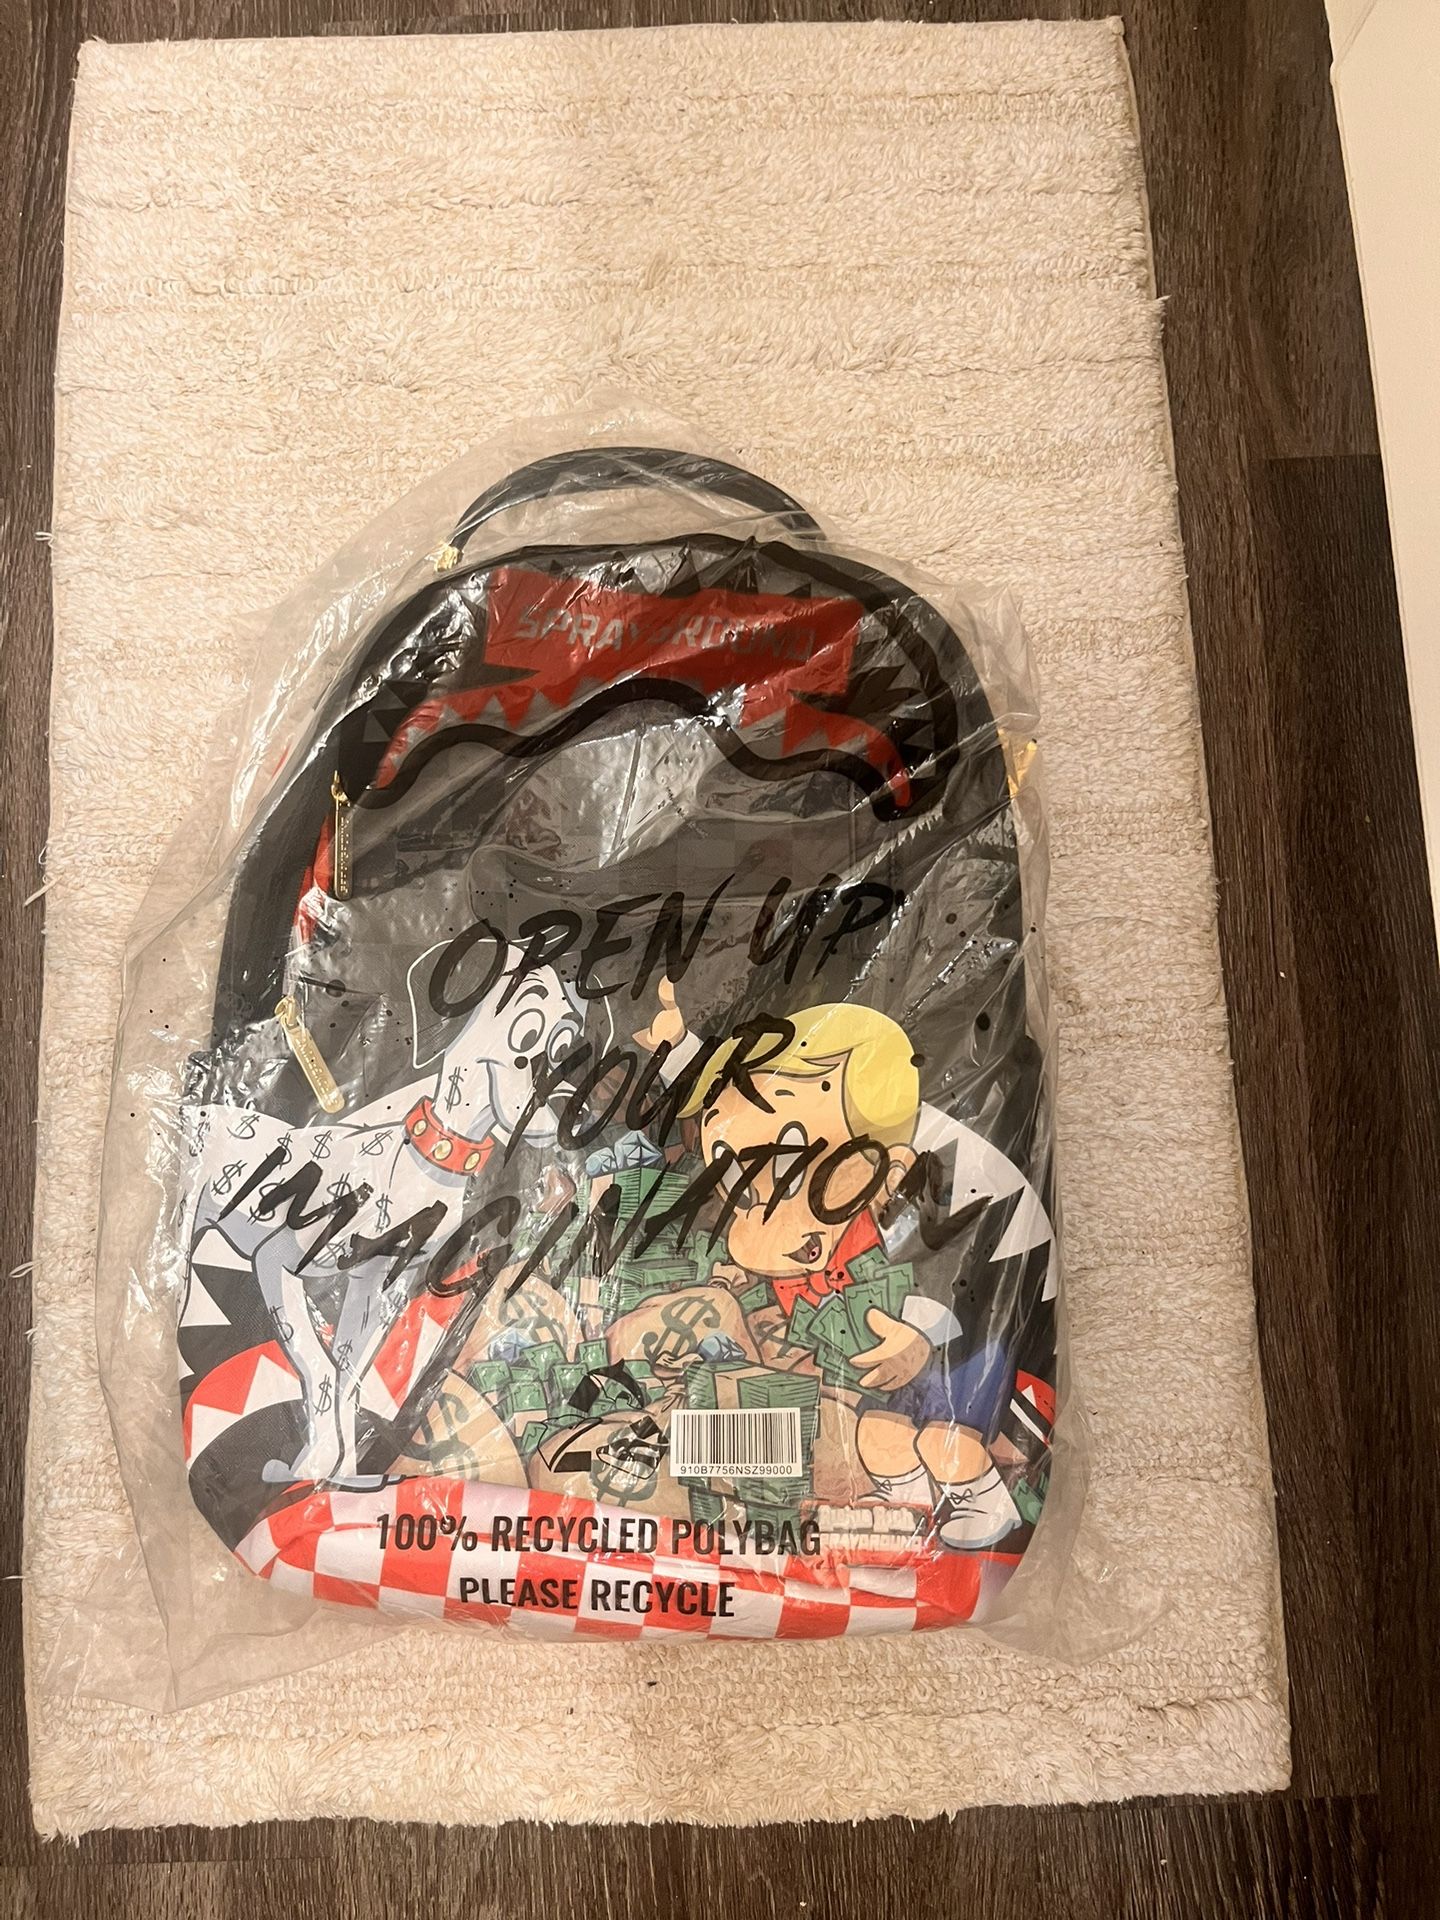 SPRAYGROUND
OPEN UP
YOUR
IMAGINATION
910B7756NSZ99000
100% RECYCLED POLYBAG
PLEASE RECYCLE